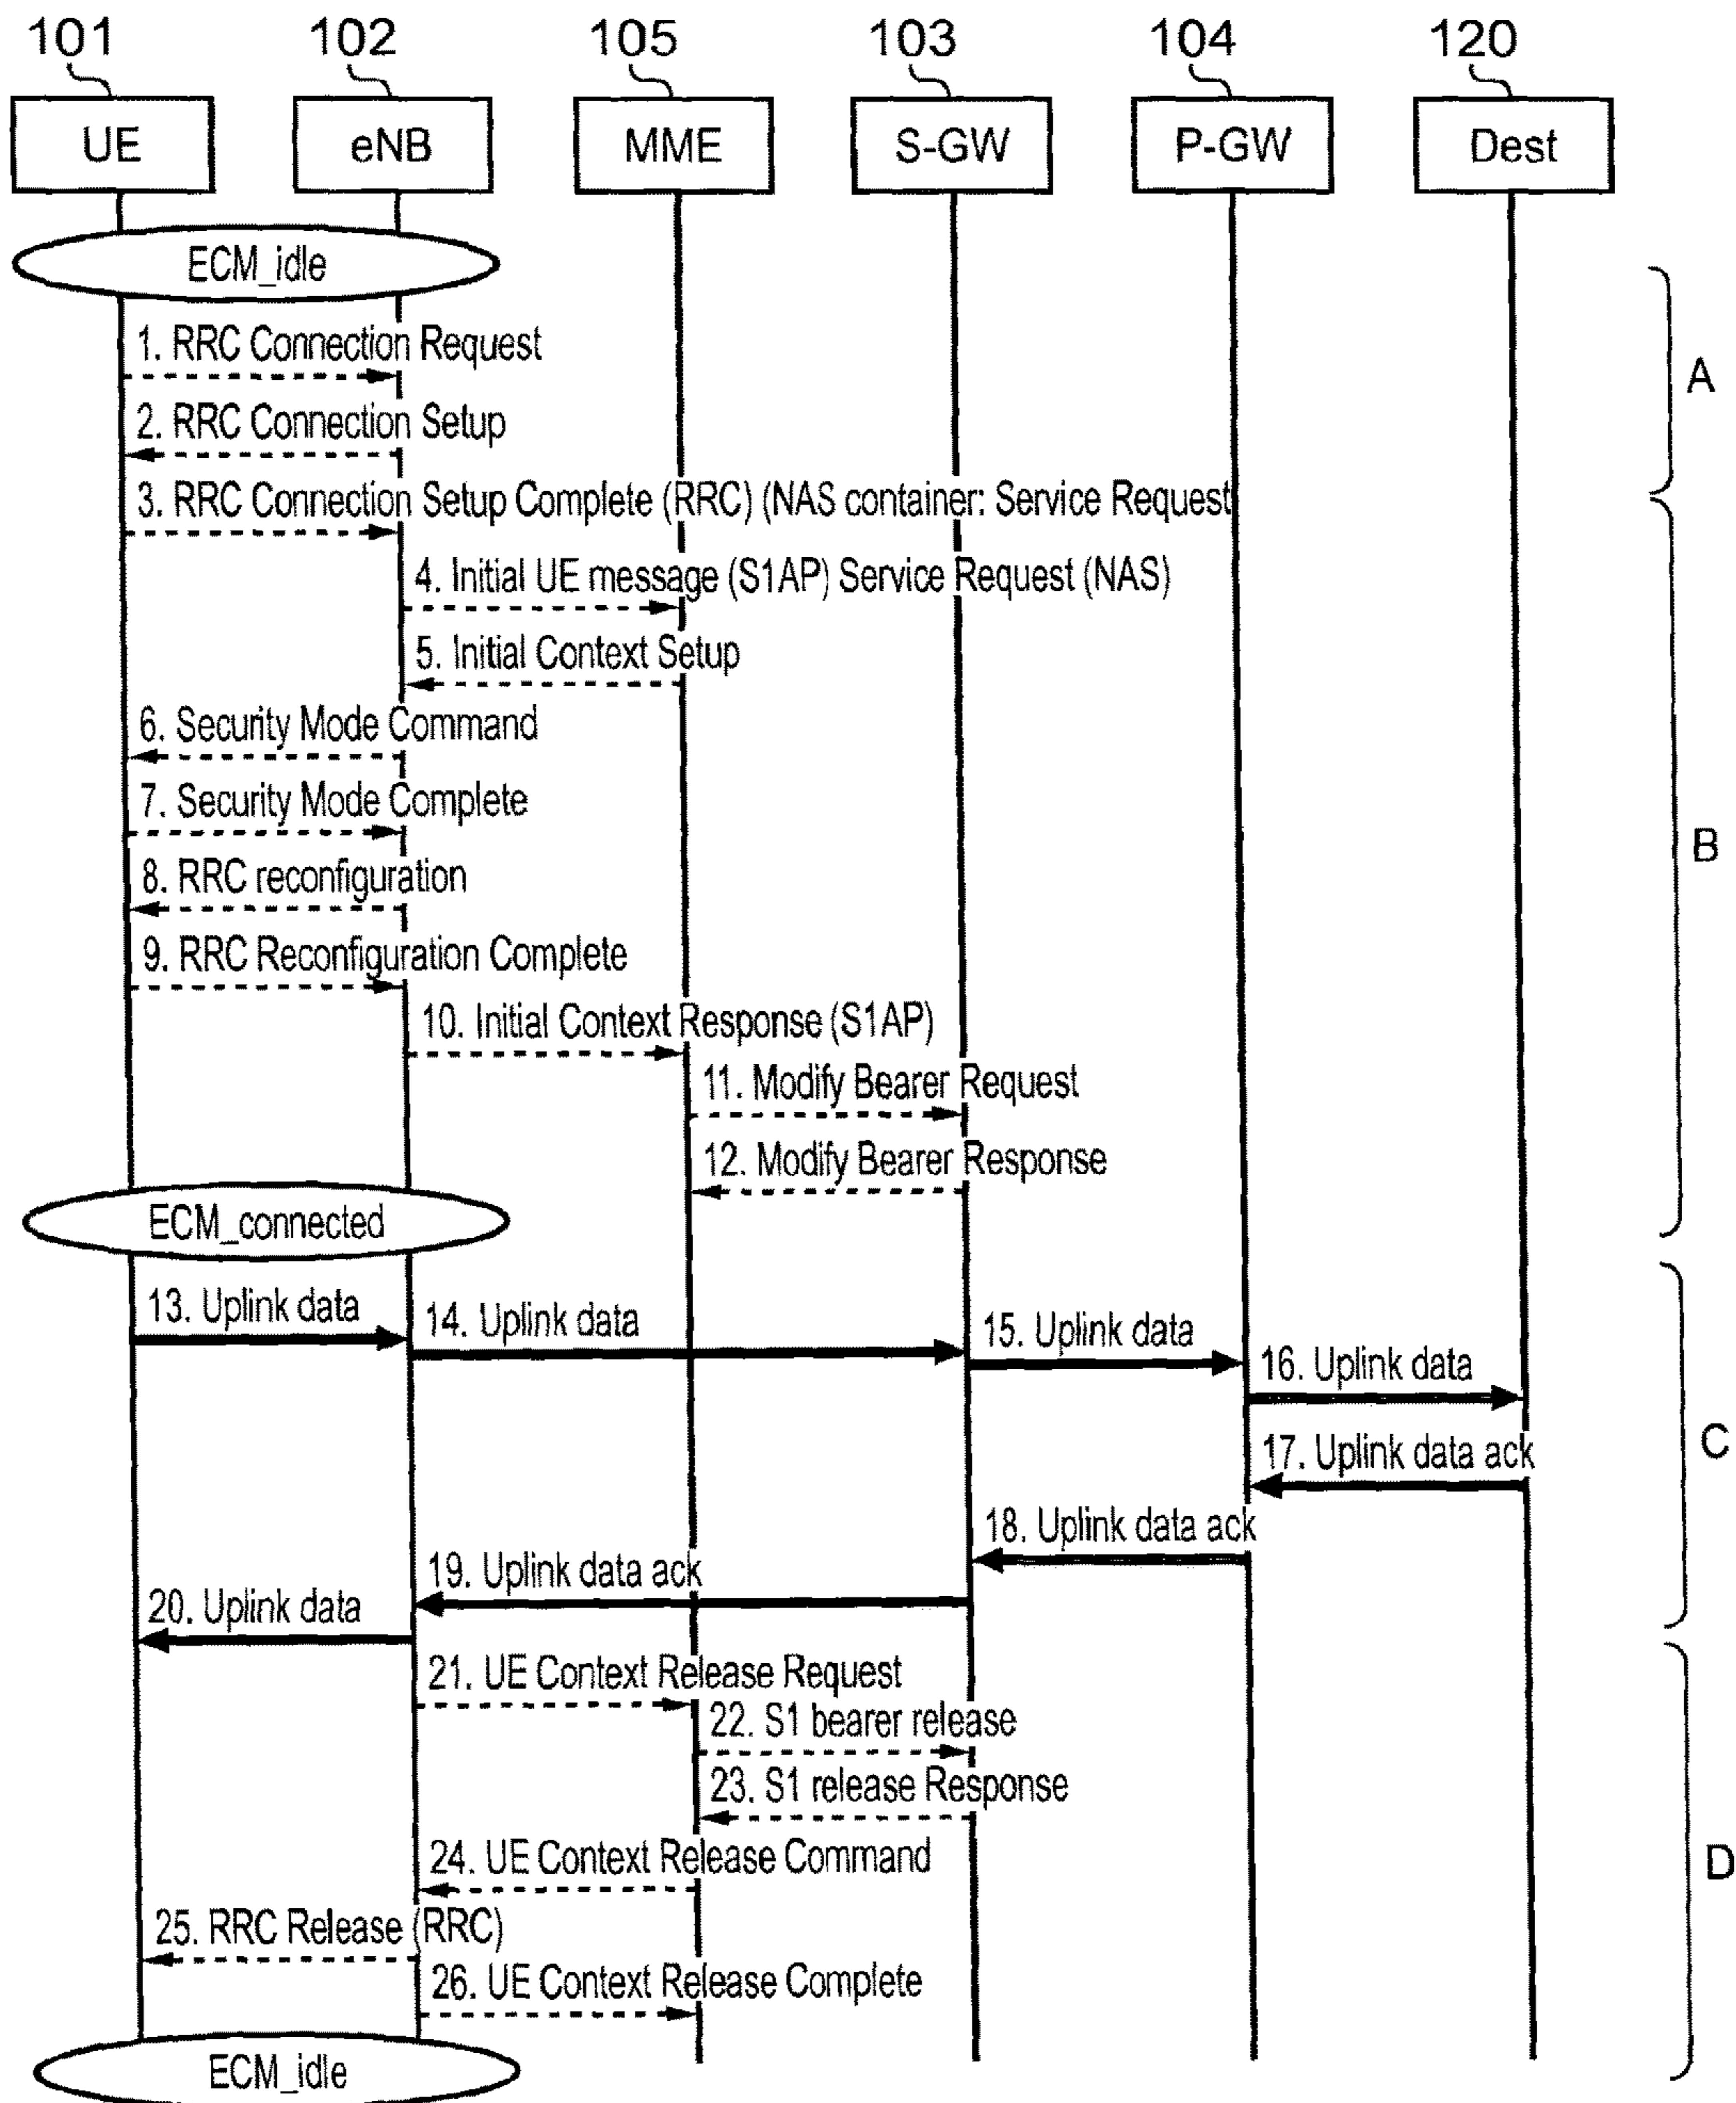 101 102 105 103 104 120
UE eNB MME S-GW P-GW Dest
ECM_idle
1. RRC Connection Request
A
2. RRC Connection Setup
3. RRC Connection Setup Complete (RRC) (NAS container: Service Request
4. Initial UE message (S1AP) Service Request (NAS)
5. Initial Context Setup
6. Security Mode Command
7. Security Mode Complete
B
8. RRC reconfiguration
9. RRC Reconfiguration Complete
10. Initial Context Response (S1AP)
11. Modify Bearer Request
12. Modify Bearer Response
ECM_connected
13. Uplink data
14. Uplink data
15. Uplink data
16. Uplink data
C
17. Uplink data ack
18. Uplink data ack
19. Uplink data ack
20. Uplink data
21. UE Context Release Request
22. S1 bearer release
23. S1 release Response
24. UE Context Release Command
D
25. RRC Release (RRC)
26. UE Context Release Complete
ECM_idle